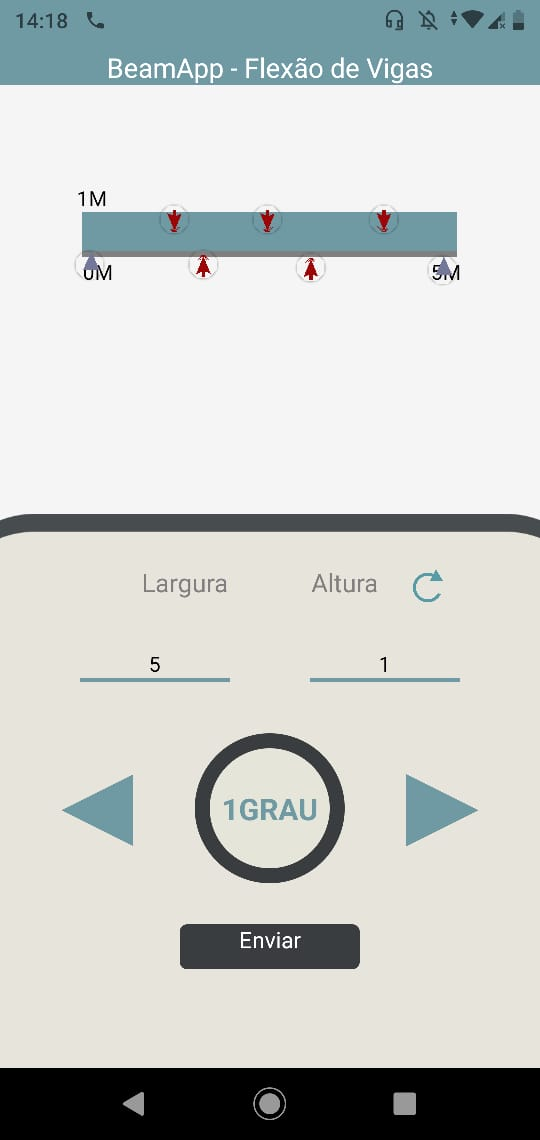 14:18
BeamApp - Flexão de Vigas
1M
0M
5M
Largura
Altura
5
1
1GRAU
Enviar